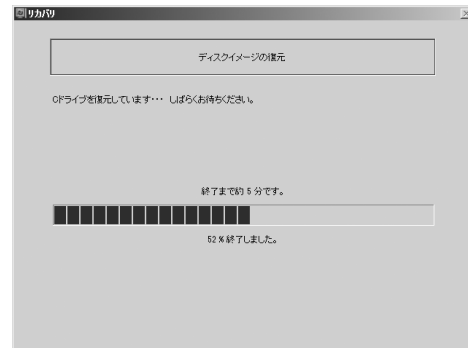 リカバリ
ディスクイメージの復元
Cドライブを復元しています･･･ しばらくお待ちください。
終了まで約 5 分です。
52 % 終了しました。